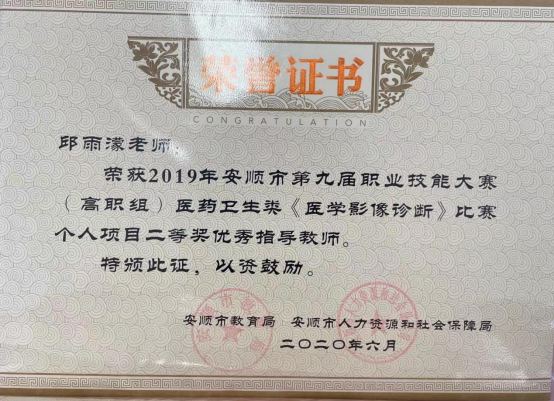 荣誉证书
CONGRATULATION
邱雨濛老师:
荣获2019年安顺市第九届职业技能大赛
(高职组)医药卫生类《医学影像诊断》比赛
个人项目二等奖优秀指导教师。
特颁此证,以资鼓励。
安顺市教育局 安顺市人力资源和社会保障局
二〇二〇年六月